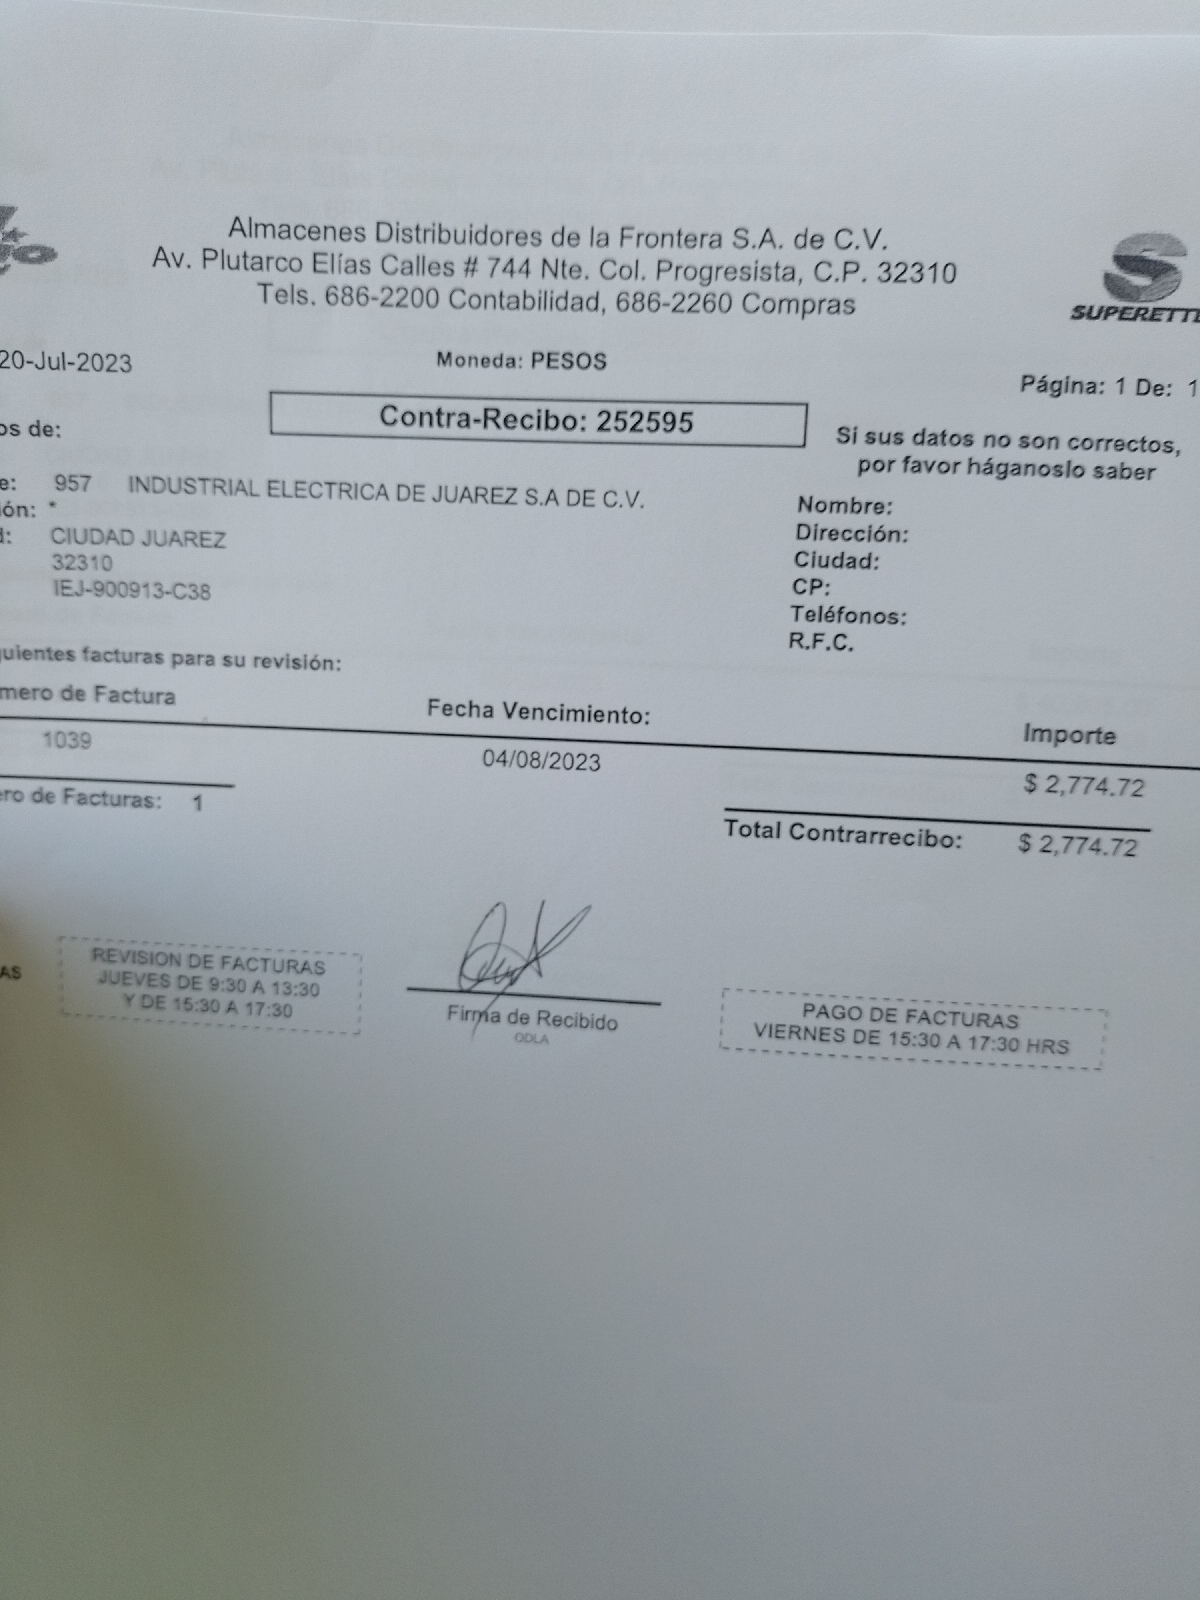 Almacenes Distribuidores de la Frontera S.A. de C.V.
Av. Plutarco Elías Calles # 744 Nte. Col. Progresista, C.P. 32310
Tels. 686-2200 Contabilidad, 686-2260 Compras
SUPERETTE
20-Jul-2023
Moneda: PESOS
Página: 1 De: 1
Contra-Recibo: 252595
os de:
Si sus datos no son correctos,
por favor háganoslo saber
e: 957 INDUSTRIAL ELECTRICA DE JUAREZ S.A DE C.V.
ión: *
d: CIUDAD JUAREZ
32310
IEJ-900913-C38
Nombre:
Dirección:
Ciudad:
CP:
Teléfonos:
R.F.C.
guientes facturas para su revisión:
mero de Factura Fecha Vencimiento: Importe
1039 04/08/2023 $ 2,774.72
ero de Facturas: 1
Total Contrarrecibo: $ 2,774.72
AS
REVISION DE FACTURAS
JUEVES DE 9:30 A 13:30
Y DE 15:30 A 17:30
Firma de Recibido
ODLA
PAGO DE FACTURAS
VIERNES DE 15:30 A 17:30 HRS